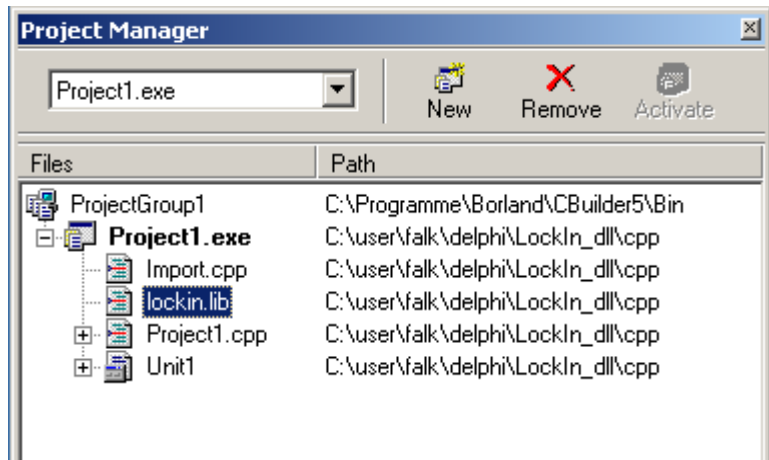 Project Manager
Project1.exe
New Remove Activate
Files Path
ProjectGroup1 C:\Programme\Borland\CBuilder5\Bin
Project1.exe C:\user\falk\delphi\LockIn_dll\cpp
Import.cpp C:\user\falk\delphi\LockIn_dll\cpp
lockin.lib C:\user\falk\delphi\LockIn_dll\cpp
Project1.cpp C:\user\falk\delphi\LockIn_dll\cpp
Unit1 C:\user\falk\delphi\LockIn_dll\cpp